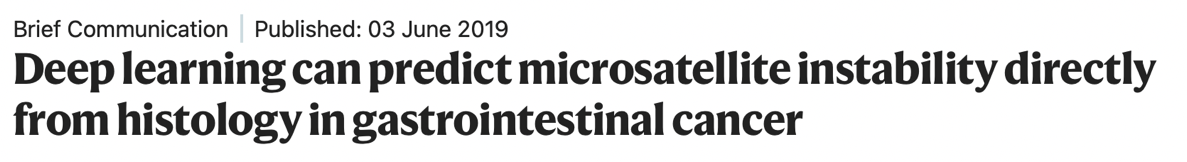 Brief Communication | Published: 03 June 2019
Deep learning can predict microsatellite instability directly
from histology in gastrointestinal cancer